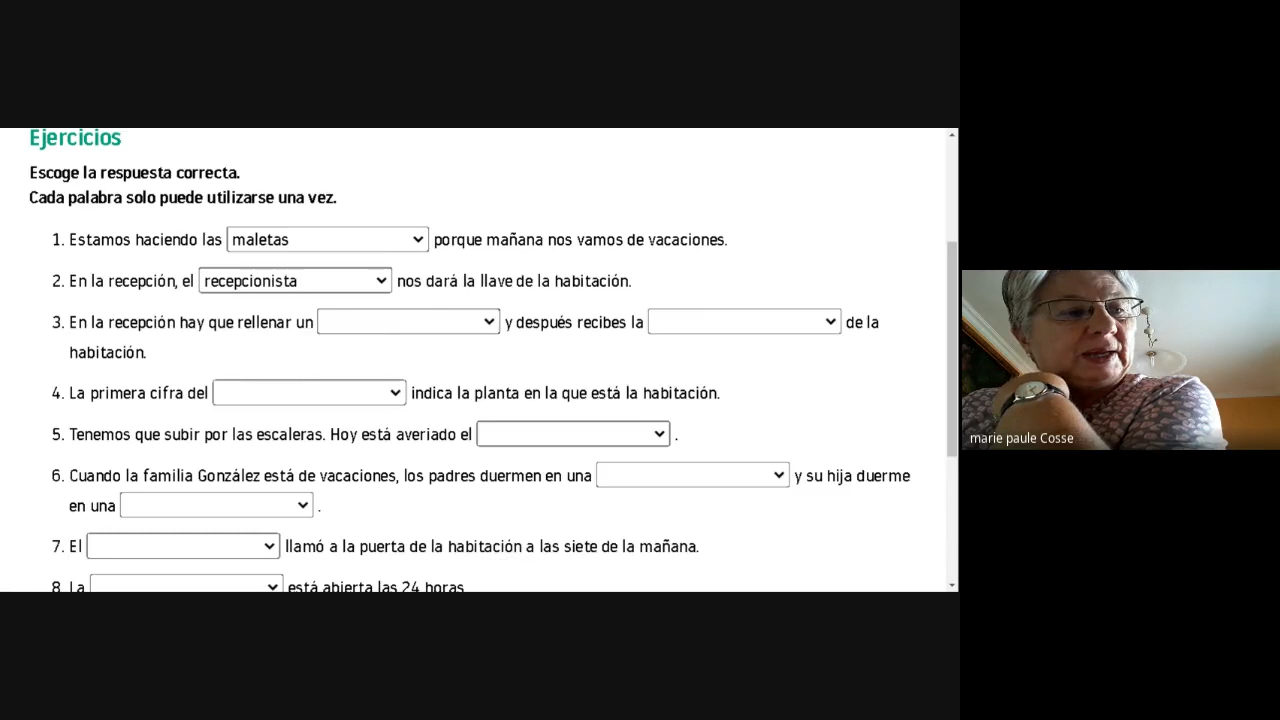 Ejercicios
Escoge la respuesta correcta.
Cada palabra solo puede utilizarse una vez.
1. Estamos haciendo las maletas porque mañana nos vamos de vacaciones.
2. En la recepción, el recepcionista nos dará la llave de la habitación.
3. En la recepción hay que rellenar un y después recibes la de la
habitación.
4. La primera cifra del indica la planta en la que está la habitación.
5. Tenemos que subir por las escaleras. Hoy está averiado el .
6. Cuando la familia González está de vacaciones, los padres duermen en una y su hija duerme
en una .
7. El llamó a la puerta de la habitación a las siete de la mañana.
8. La está abierta las 24 horas
marie paule Cosse